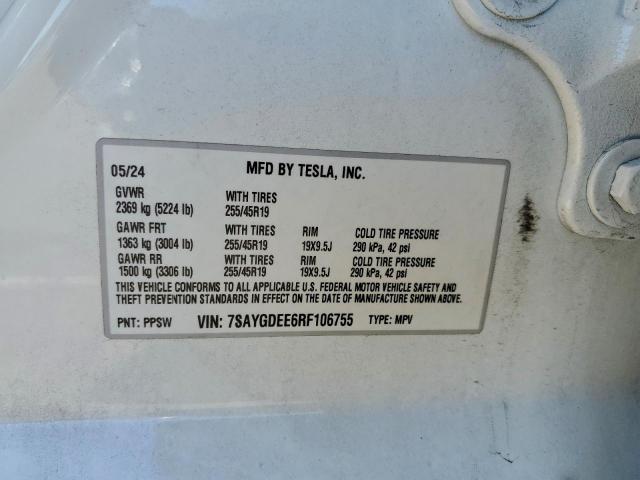 05/24 MFD BY TESLA, INC.
GVWR WITH TIRES
2369 kg (5224 lb) 255/45R19
GAWR FRT WITH TIRES RIM COLD TIRE PRESSURE
1363 kg (3004 lb) 255/45R19 19X9.5J 290 kPa, 42 psi
GAWR RR WITH TIRES RIM COLD TIRE PRESSURE
1500 kg (3306 lb) 255/45R19 19X9.5J 290 kPa, 42 psi
THIS VEHICLE CONFORMS TO ALL APPLICABLE U.S. FEDERAL MOTOR VEHICLE SAFETY AND
THEFT PREVENTION STANDARDS IN EFFECT ON THE DATE OF MANUFACTURE SHOWN ABOVE.
PNT: PPSW VIN: 7SAYGDEE6RF106755 TYPE: MPV